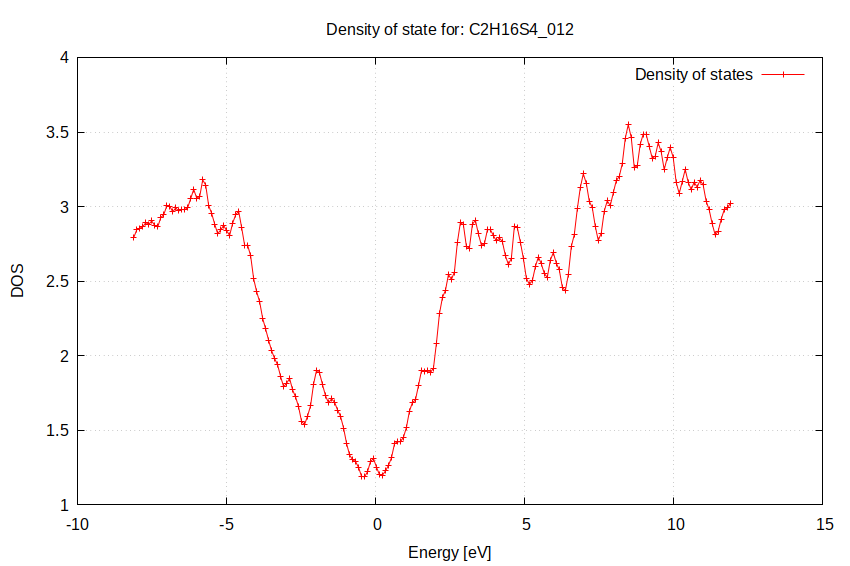 Density of state for: C2H16S4_012
Density of states
4
3.5
3
2.5
2
1.5
1
DOS
-10 -5 0 5 10 15
Energy [eV]